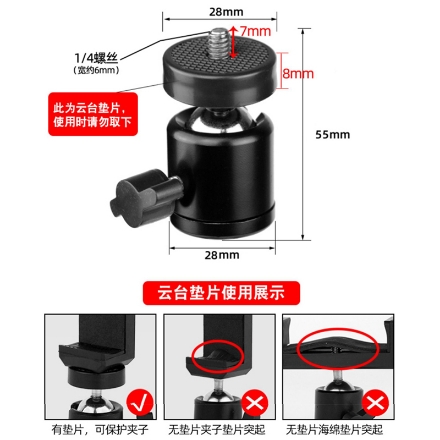 28mm
7mm
1/4螺丝
(宽约6mm)
8mm
此为云台垫片，
使用时请勿取下
55mm
28mm
云台垫片使用展示
有垫片，可保护夹子
无垫片夹子垫片突起
无垫片海绵垫片突起